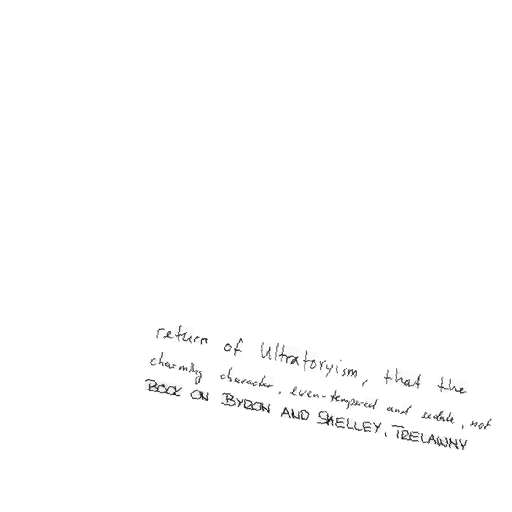 return of Ultratoryism, that the
charming character, even-tempered and sedate, not
BOOK ON BYRON AND SHELLEY, TRELAWNY